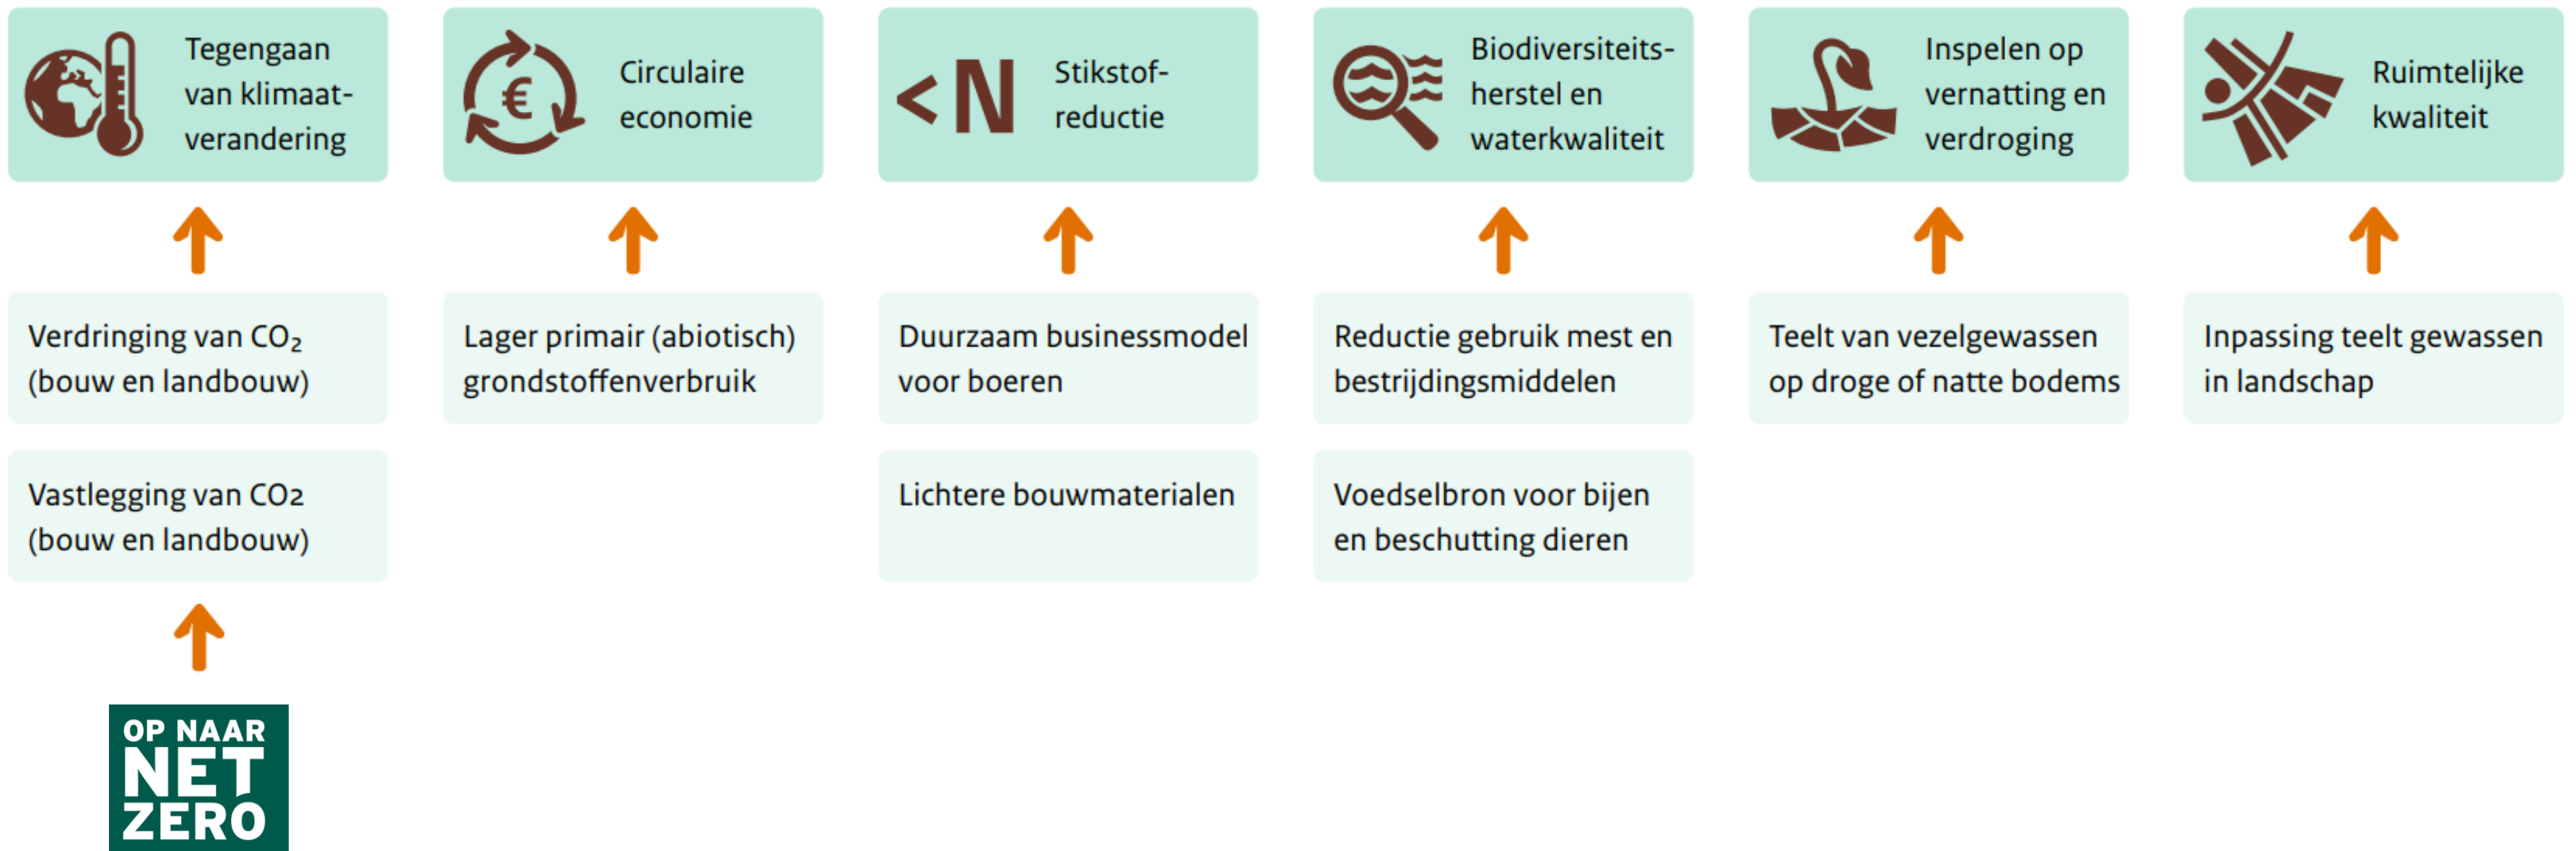 Tegengaan
van klimaat-
verandering
€
Circulaire
economie
< N
Stikstof-
reductie
Biodiversiteits-
herstel en
waterkwaliteit
Inspelen op
vernatting en
verdroging
Ruimtelijke
kwaliteit
Verdringing van CO₂
(bouw en landbouw)
Lager primair (abiotisch)
grondstoffenverbruik
Duurzaam businessmodel
voor boeren
Reductie gebruik mest en
bestrijdingsmiddelen
Teelt van vezelgewassen
op droge of natte bodems
Inpassing teelt gewassen
in landschap
Vastlegging van CO2
(bouw en landbouw)
Lichtere bouwmaterialen
Voedselbron voor bijen
en beschutting dieren
OP NAAR
NET
ZERO